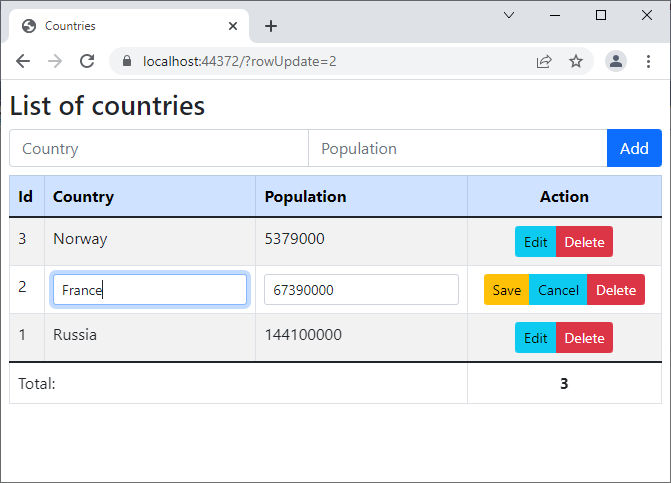 Countries
localhost:44372/?rowUpdate=2
List of countries
Country Population Add
Id Country Population Action
3 Norway 5379000 Edit Delete
2 France 67390000 Save Cancel Delete
1 Russia 144100000 Edit Delete
Total: 3